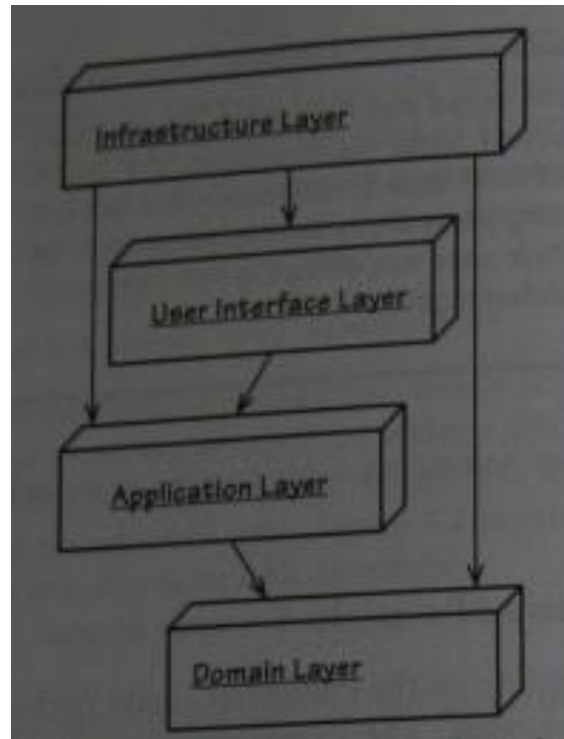 Infrastructure Layer
User Interface Layer
Application Layer
Domain Layer